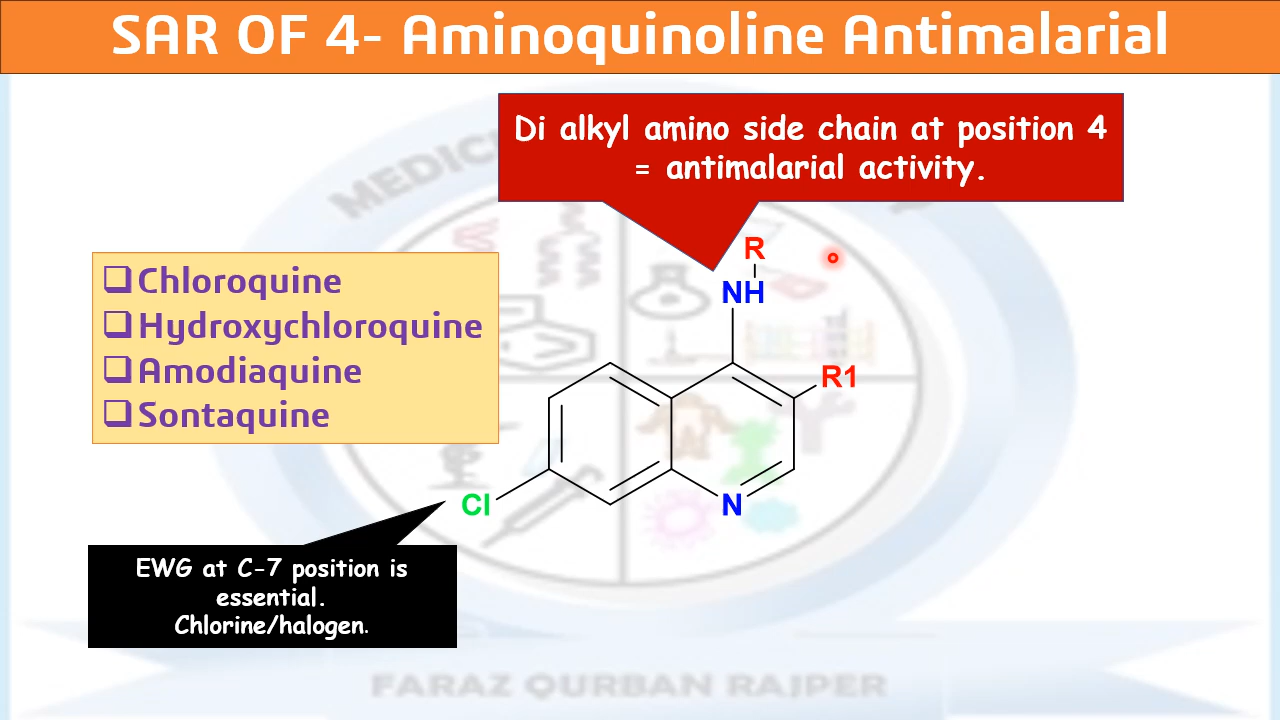 SAR OF 4- Aminoquinoline Antimalarial
Di alkyl amino side chain at position 4
= antimalarial activity.
Chloroquine
Hydroxychloroquine
Amodiaquine
Sontaquine
R
NH
R1
Cl
N
EWG at C-7 position is
essential.
Chlorine/halogen.
FARAZ QURBAN RAJPER